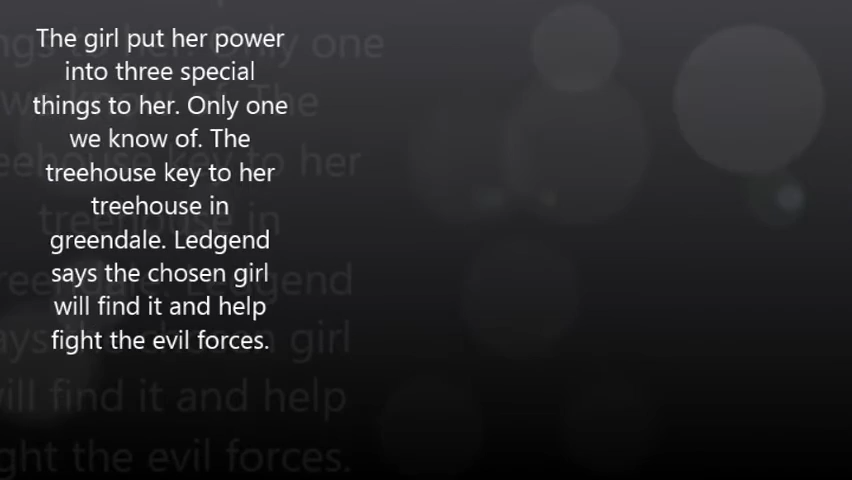 The girl put her power
into three special
things to her. Only one
we know of. The
treehouse key to her
treehouse in
greendale. Ledgend
says the chosen girl
will find it and help
fight the evil forces.